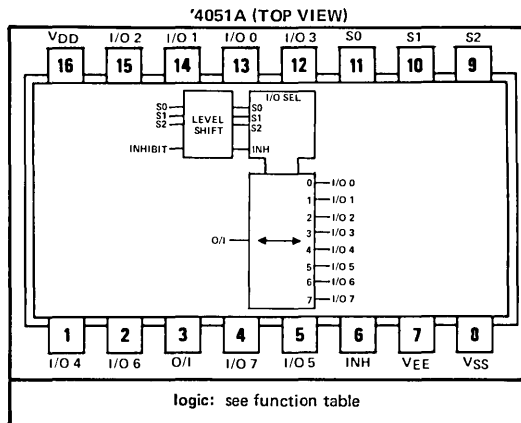 '4051A (TOP VIEW)
VDD I/O 2 I/O 1 I/O 0 I/O 3 S0 S1 S2
16 15 14 13 12 11 10 9
I/O SEL
S0 S0
S1 LEVEL S1
S2 SHIFT S2
INHIBIT INH
0 I/O 0
1 I/O 1
2 I/O 2
3 I/O 3
O/I 4 I/O 4
5 I/O 5
6 I/O 6
7 I/O 7
1 2 3 4 5 6 7 8
I/O 4 I/O 6 O/I I/O 7 I/O 5 INH VEE VSS
logic: see function table